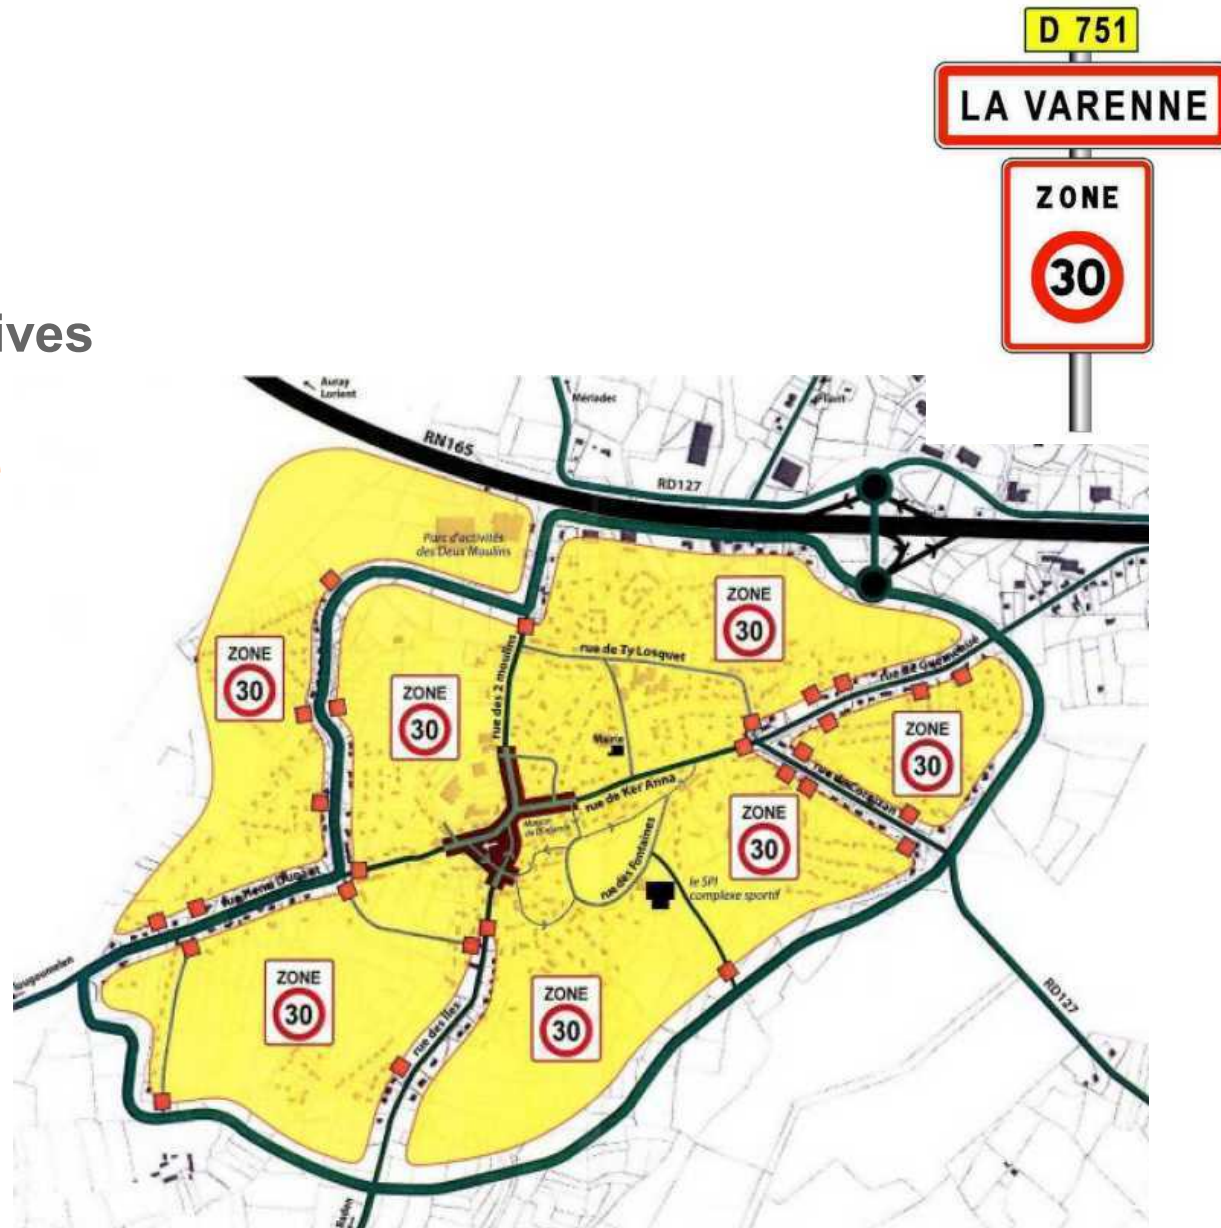 D 751
LA VARENNE
ZONE
30
ives
Auray
Lorient
Mériadec
RN165
RD127
Parc d'activités
des Deux Moulins
ZONE
30
rue de Ty Losquet
rue des 2 moulins
ZONE
30
ZONE
30
Mairie
rue de Ker Anna
ZONE
30
rue des Fontaines
ZONE
30
le SPI
complexe sportif
ZONE
30
rue des Iles
ZONE
30
RD127